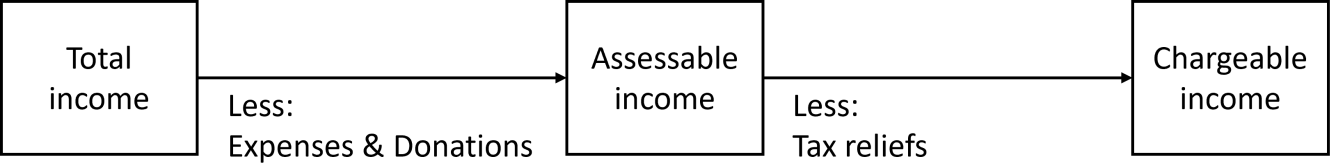 Total
income
Less:
Expenses & Donations
Assessable
income
Less:
Tax reliefs
Chargeable
income